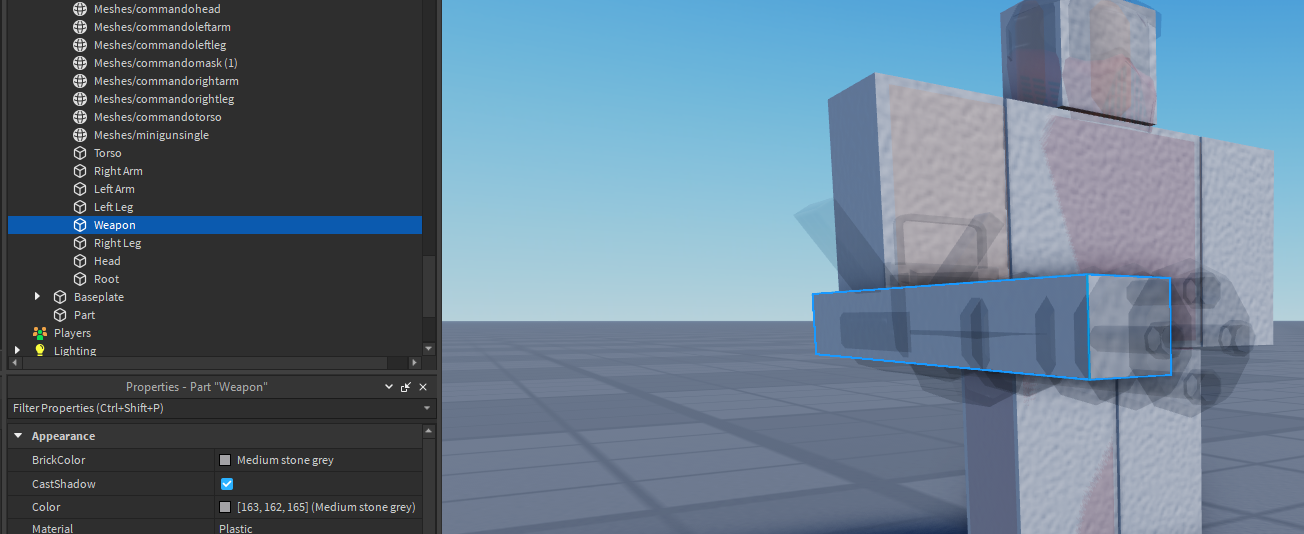 Meshes/commandohead
Meshes/commandoleftarm
Meshes/commandoleftleg
Meshes/commandomask (1)
Meshes/commandorightarm
Meshes/commandorightleg
Meshes/commandotorso
Meshes/minigunsingle
Torso
Right Arm
Left Arm
Left Leg
Weapon
Right Leg
Head
Root
Baseplate
Part
Players
Lighting
Properties - Part "Weapon"
Filter Properties (Ctrl+Shift+P)
Appearance
BrickColor Medium stone grey
CastShadow
Color [163, 162, 165] (Medium stone grey)
Material Plastic